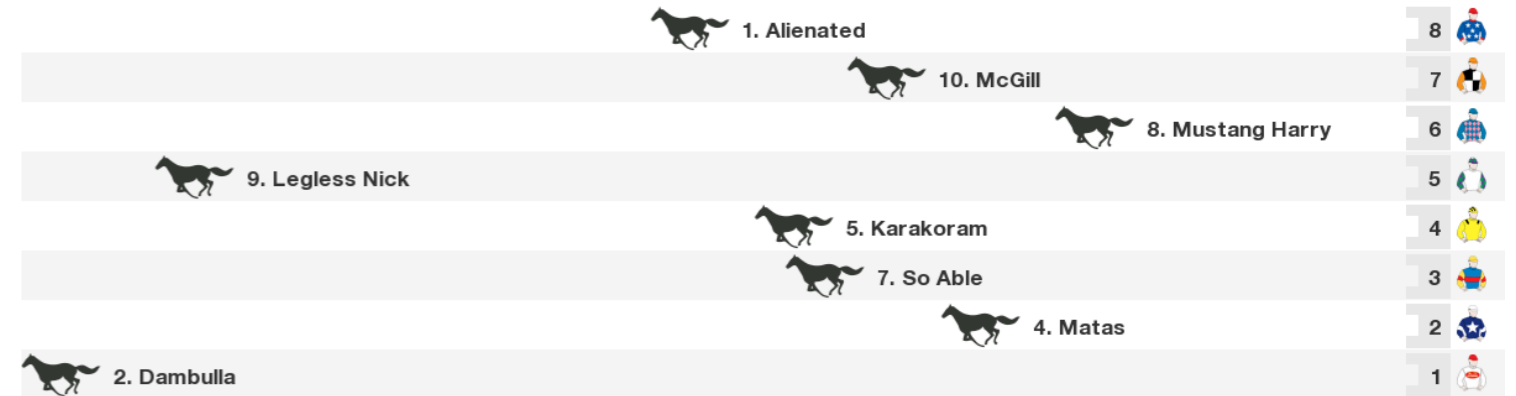 1. Alienated 8
10. McGill 7
8. Mustang Harry 6
9. Legless Nick 5
5. Karakoram 4
7. So Able 3
4. Matas 2
2. Dambulla 1